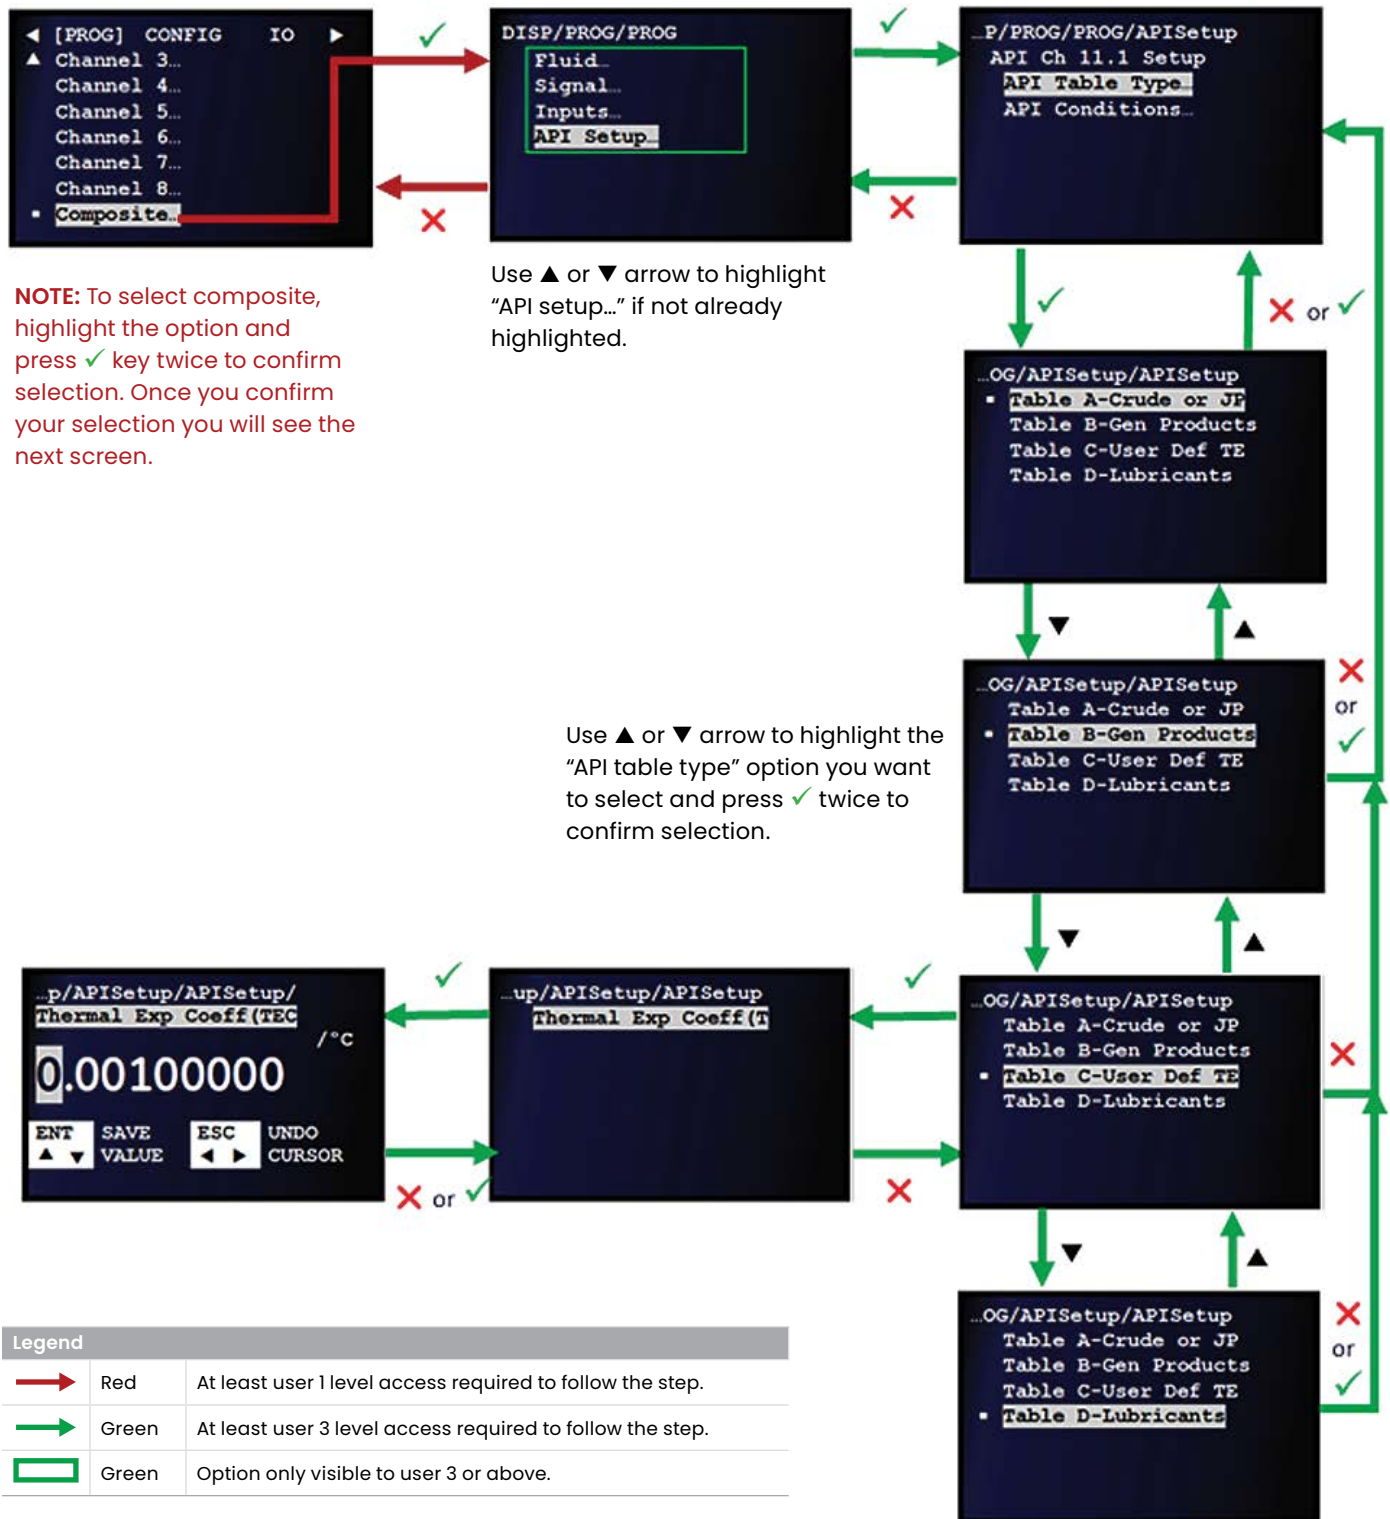 ◀ [PROG] CONFIG IO ▶
▲ Channel 3…
Channel 4…
Channel 5…
Channel 6…
Channel 7…
Channel 8…
▪ Composite…
✓
✗
DISP/PROG/PROG
Fluid…
Signal…
Inputs…
API Setup…
✓
✗
…P/PROG/PROG/APISetup
API Ch 11.1 Setup
API Table Type…
API Conditions…
NOTE: To select composite,
highlight the option and
press ✓ key twice to confirm
selection. Once you confirm
your selection you will see the
next screen.
Use ▲ or ▼ arrow to highlight
“API setup…” if not already
highlighted.
✓
✗ or ✓
…OG/APISetup/APISetup
▪ Table A-Crude or JP
Table B-Gen Products
Table C-User Def TE
Table D-Lubricants
▼
▲
…OG/APISetup/APISetup
Table A-Crude or JP
▪ Table B-Gen Products
Table C-User Def TE
Table D-Lubricants
✗
or
✓
Use ▲ or ▼ arrow to highlight the
“API table type” option you want
to select and press ✓ twice to
confirm selection.
▼
▲
…p/APISetup/APISetup/
Thermal Exp Coeff(TEC
/°C
0.00100000
ENT SAVE ESC UNDO
▲ ▼ VALUE ◀ ▶ CURSOR
✓
✗ or ✓
…up/APISetup/APISetup
Thermal Exp Coeff(T
✓
✗
…OG/APISetup/APISetup
Table A-Crude or JP
Table B-Gen Products
▪ Table C-User Def TE
Table D-Lubricants
✗
▼
▲
…OG/APISetup/APISetup
Table A-Crude or JP
Table B-Gen Products
Table C-User Def TE
▪ Table D-Lubricants
✗
or
✓
Legend
Red At least user 1 level access required to follow the step.
Green At least user 3 level access required to follow the step.
Green Option only visible to user 3 or above.